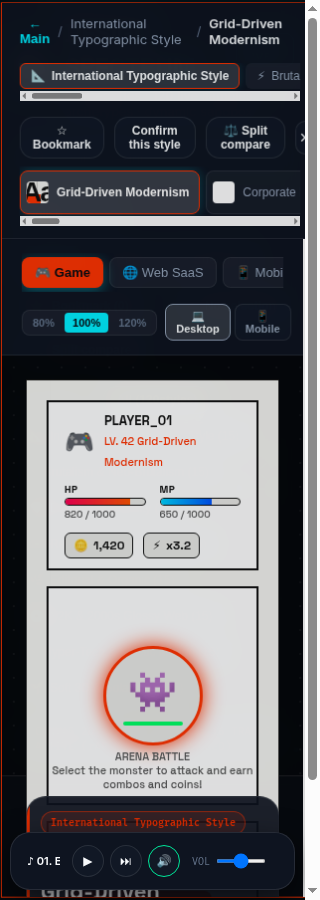 ←
Main
/
International
Typographic Style
/
Grid-Driven
Modernism
International Typographic Style
Bruta
☆
Bookmark
Confirm
this style
Split
compare
Aa
Grid-Driven Modernism
Corporate
Game
Web SaaS
Mobi
80%
100%
120%
Desktop
Mobile
PLAYER_01
LV. 42 Grid-Driven
Modernism
HP
820 / 1000
MP
650 / 1000
1,420
x3.2
ARENA BATTLE
Select the monster to attack and earn
combos and coins!
International Typographic Style
♪ 01. E
VOL
Grid-Driven